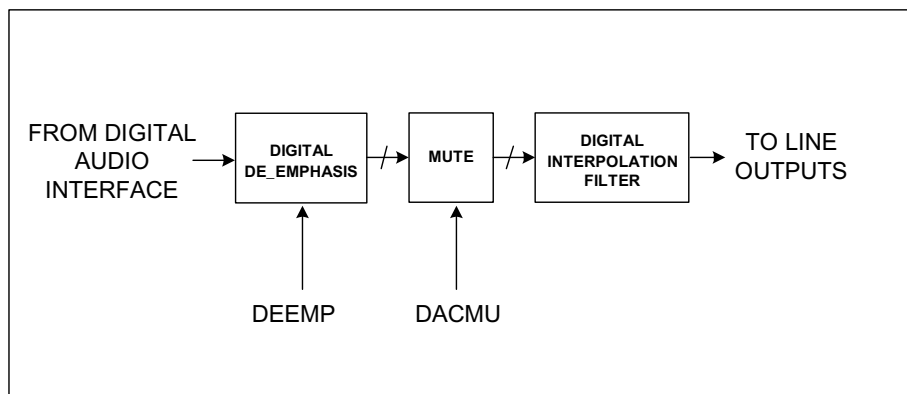 FROM DIGITAL
AUDIO
INTERFACE
DIGITAL
DE_EMPHASIS
MUTE
DIGITAL
INTERPOLATION
FILTER
TO LINE
OUTPUTS
DEEMP
DACMU